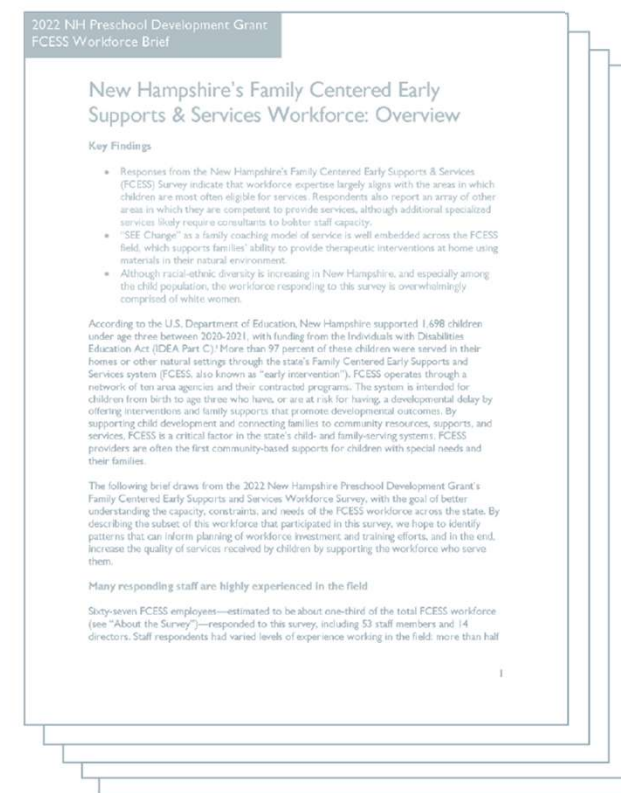 2022 NH Preschool Development Grant
FCESS Workforce Brief
New Hampshire's Family Centered Early
Supports & Services Workforce: Overview
Key Findings
• Responses from the New Hampshire's Family Centered Early Supports & Services
(FCESS) Survey indicate that workforce expertise largely aligns with the areas in which
children are most often eligible for services. Respondents also report an array of other
areas in which they are competent to provide services, although additional specialized
services likely require consultants to bolster staff capacity.
• "SEE Change" as a family coaching model of service is well embedded across the FCESS
field, which supports families' ability to provide therapeutic interventions at home using
materials in their natural environment.
• Although racial-ethnic diversity is increasing in New Hampshire, and especially among
the child population, the workforce responding to this survey is overwhelmingly
comprised of white women.
According to the U.S. Department of Education, New Hampshire supported 1,698 children
under age three between 2020-2021, with funding from the Individuals with Disabilities
Education Act (IDEA Part C).¹ More than 97 percent of these children were served in their
homes or other natural settings through the state's Family Centered Early Supports and
Services system (FCESS, also known as "early intervention"). FCESS operates through a
network of ten area agencies and their contracted programs. The system is intended for
children from birth to age three who have, or are at risk for having, a developmental delay by
offering interventions and family supports that promote developmental outcomes. By
supporting child development and connecting families to community resources, supports, and
services, FCESS is a critical factor in the state's child- and family-serving systems. FCESS
providers are often the first community-based supports for children with special needs and
their families.
The following brief draws from the 2022 New Hampshire Preschool Development Grant's
Family Centered Early Supports and Services Workforce Survey, with the goal of better
understanding the capacity, constraints, and needs of the FCESS workforce across the state. By
describing the subset of this workforce that participated in this survey, we hope to identify
patterns that can inform planning of workforce investment and training efforts, and in the end,
increase the quality of services received by children by supporting the workforce who serve
them.
Many responding staff are highly experienced in the field
Sixty-seven FCESS employees—estimated to be about one-third of the total FCESS workforce
(see "About the Survey")—responded to this survey, including 53 staff members and 14
directors. Staff respondents had varied levels of experience working in the field: more than half
1